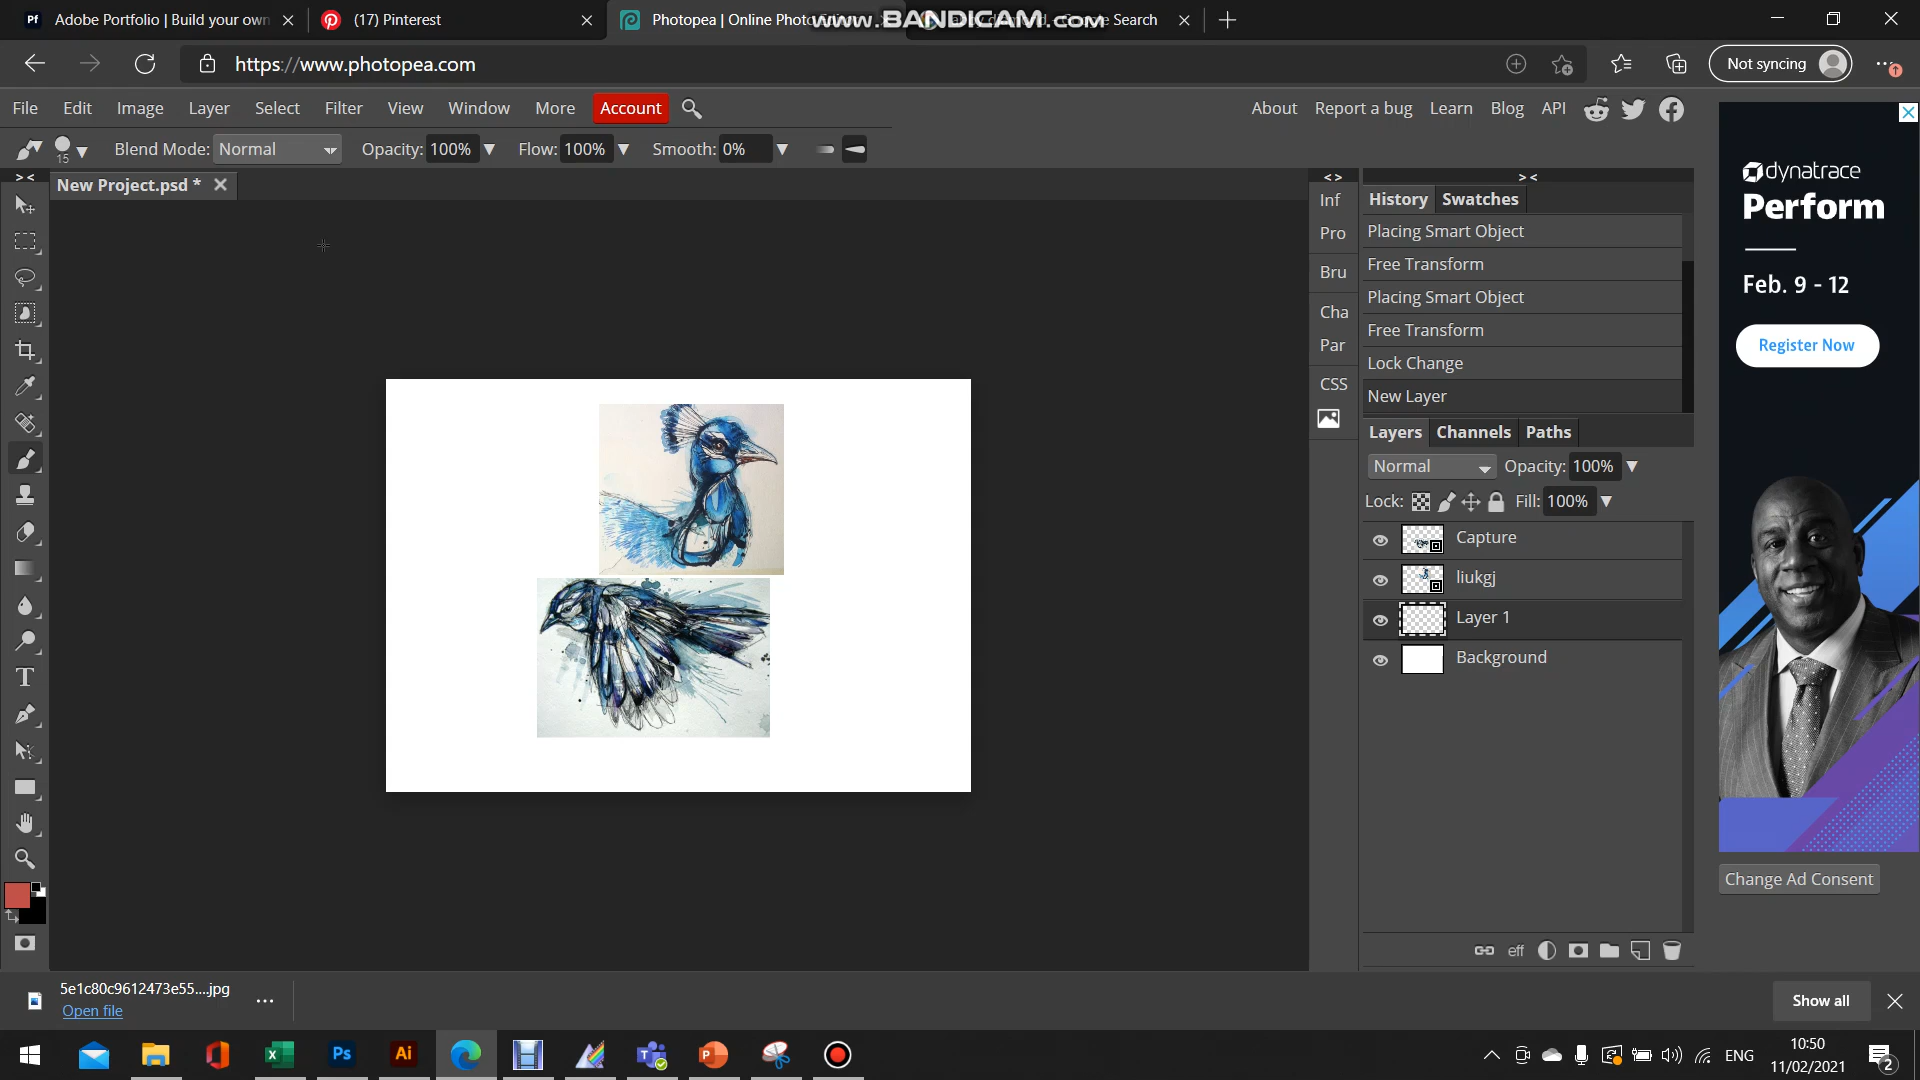 Adobe Portfolio | Build your own
(17) Pinterest
Photopea | Online Photo
Google Search
www.BANDICAM.com
https://www.photopea.com
Not syncing
File Edit Image Layer Select Filter View Window More Account
About Report a bug Learn Blog API
15 Blend Mode: Normal Opacity: 100% Flow: 100% Smooth: 0%
New Project.psd *
Inf
Pro
Bru
Cha
Par
CSS
History Swatches
Placing Smart Object
Free Transform
Placing Smart Object
Free Transform
Lock Change
New Layer
Layers Channels Paths
Normal Opacity: 100%
Lock: Fill: 100%
Capture
liukgj
Layer 1
Background
eff
dynatrace
Perform
Feb. 9 - 12
Register Now
Change Ad Consent
5e1c80c9612473e55....jpg
Open file
Show all
ENG
10:50
11/02/2021
2